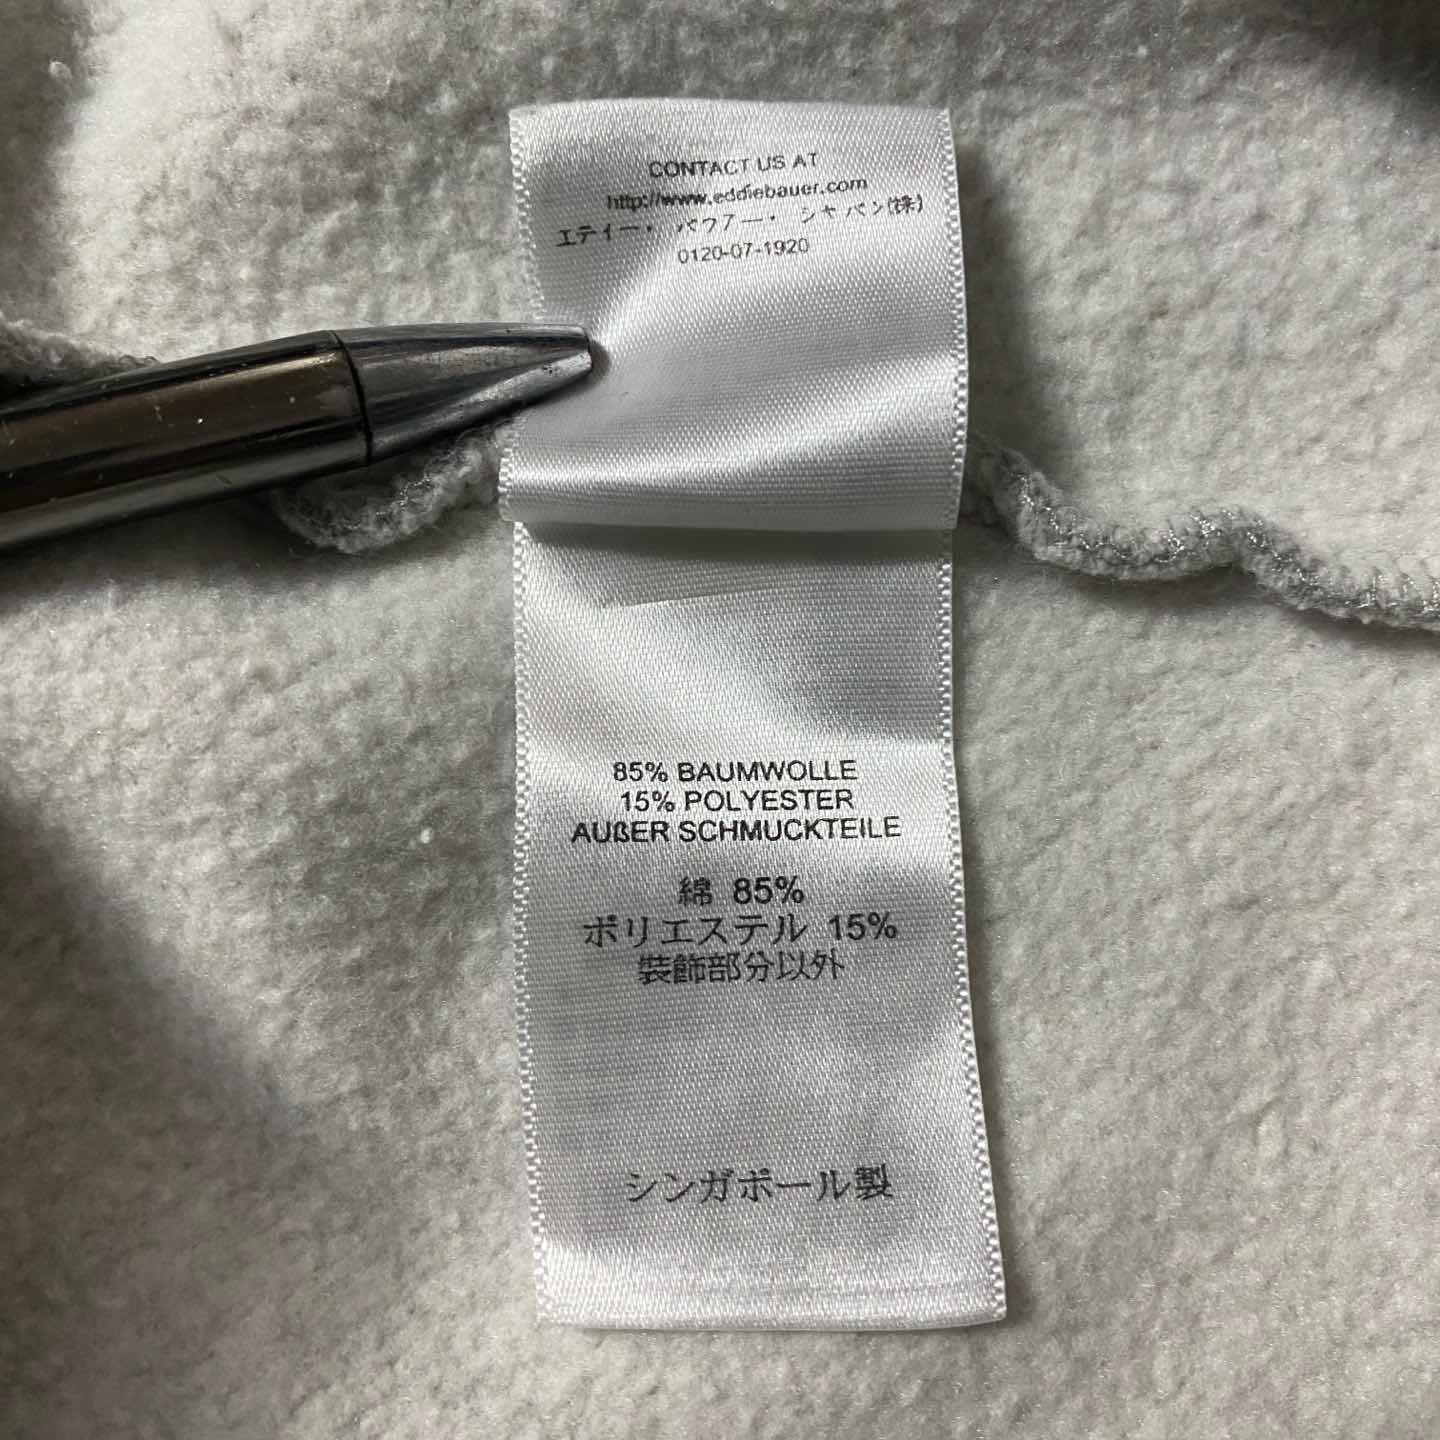 CONTACT US AT
http://www.eddiebauer.com
エディー・バウアー・ジャパン(株)
0120-07-1920
85% BAUMWOLLE
15% POLYESTER
AUßER SCHMUCKTEILE
綿 85%
ポリエステル 15%
装飾部分以外
シンガポール製